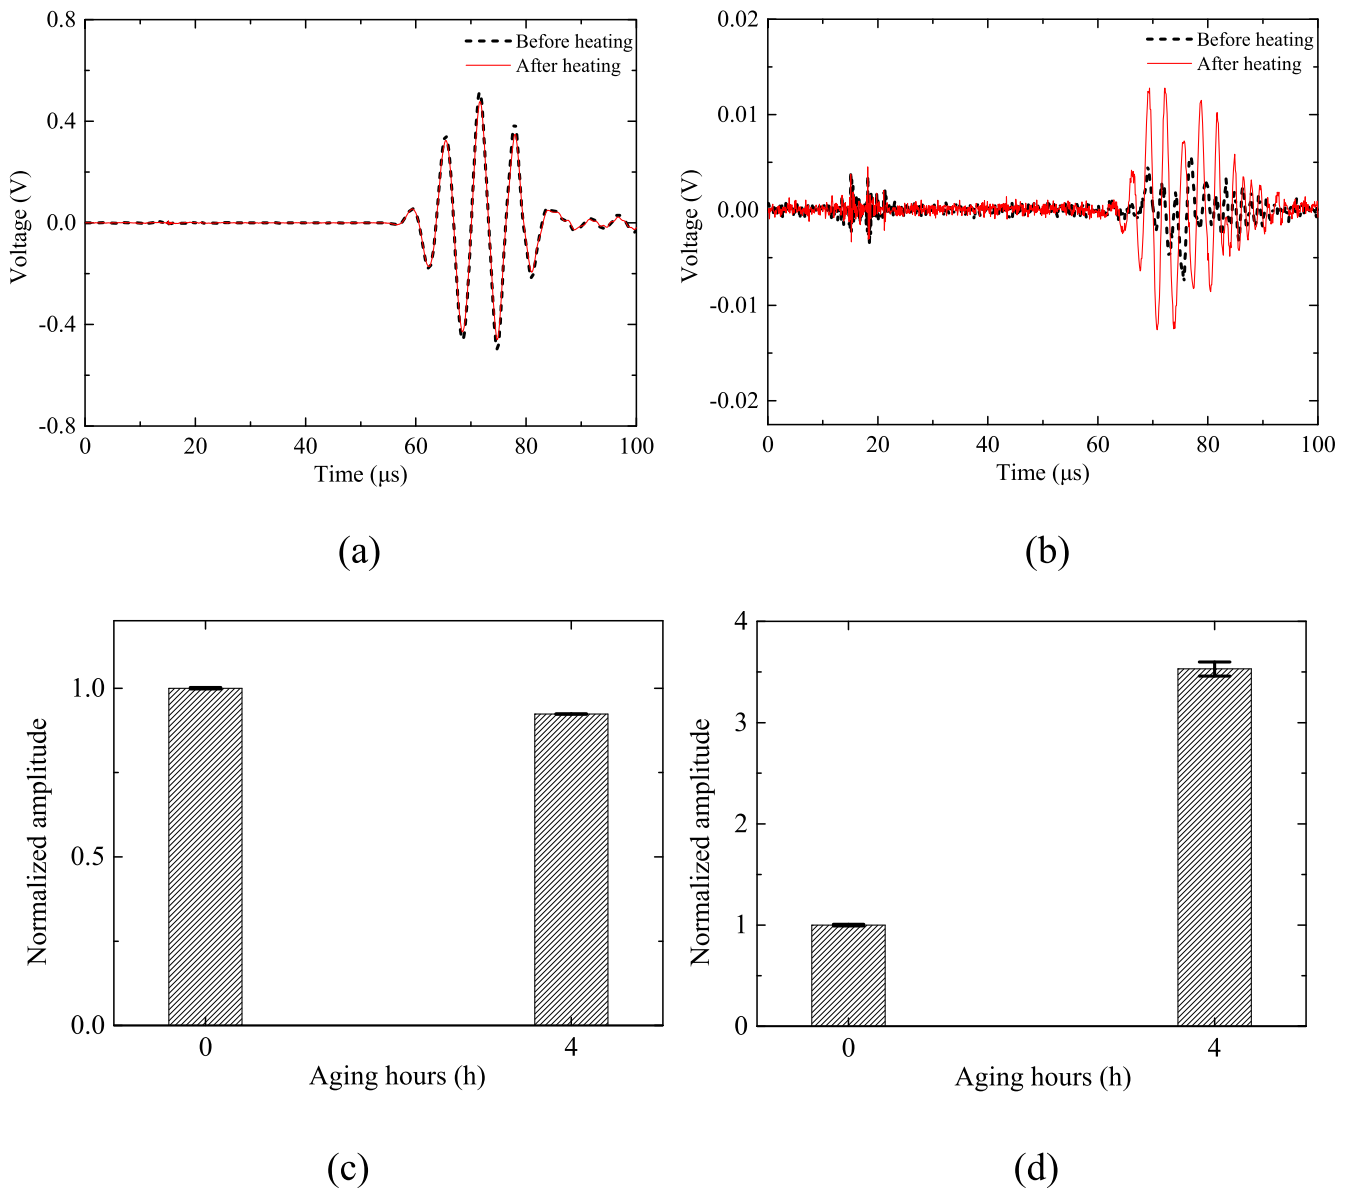 0.8
0.4
0.0
-0.4
-0.8
Voltage (V)
Before heating
After heating
0 20 40 60 80 100
Time (μs)
(a)
0.02
0.01
0.00
-0.01
-0.02
Voltage (V)
Before heating
After heating
0 20 40 60 80 100
Time (μs)
(b)
1.0
0.5
0.0
Normalized amplitude
0 4
Aging hours (h)
(c)
4
3
2
1
0
Normalized amplitude
0 4
Aging hours (h)
(d)